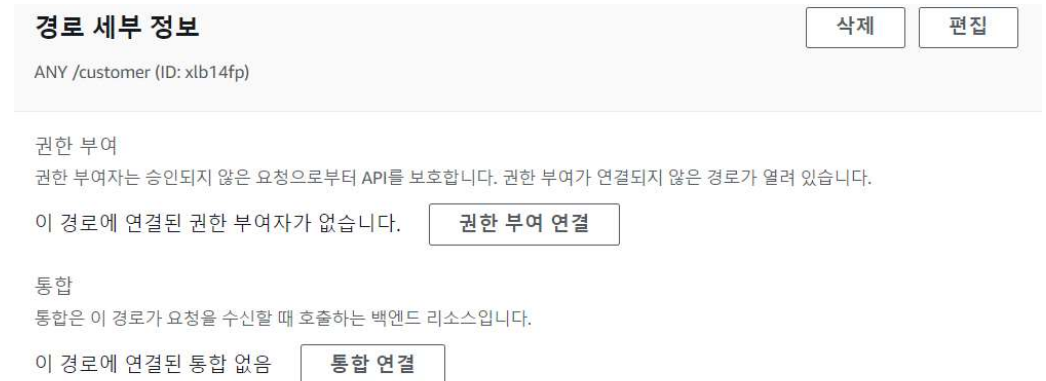 경로 세부 정보
삭제
편집
ANY /customer (ID: xlb14fp)
권한 부여
권한 부여자는 승인되지 않은 요청으로부터 API를 보호합니다. 권한 부여가 연결되지 않은 경로가 열려 있습니다.
이 경로에 연결된 권한 부여자가 없습니다.
권한 부여 연결
통합
통합은 이 경로가 요청을 수신할 때 호출하는 백엔드 리소스입니다.
이 경로에 연결된 통합 없음
통합 연결